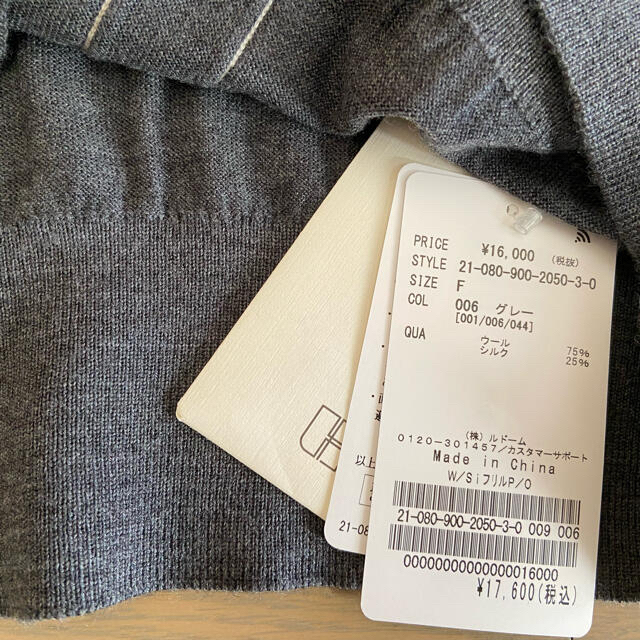 PRICE ¥16,000 (税抜)
STYLE 21-080-900-2050-3-0
SIZE F
COL 006 グレー
[001/006/044]
QUA ウール 75%
シルク 25%
(株)ルドーム
0120-301457/カスタマーサポート
Made in China
W/SiフリルP/O
21-080-900-2050-3-0 009 006
00000000000000016000
¥17,600(税込)
以上
21-08